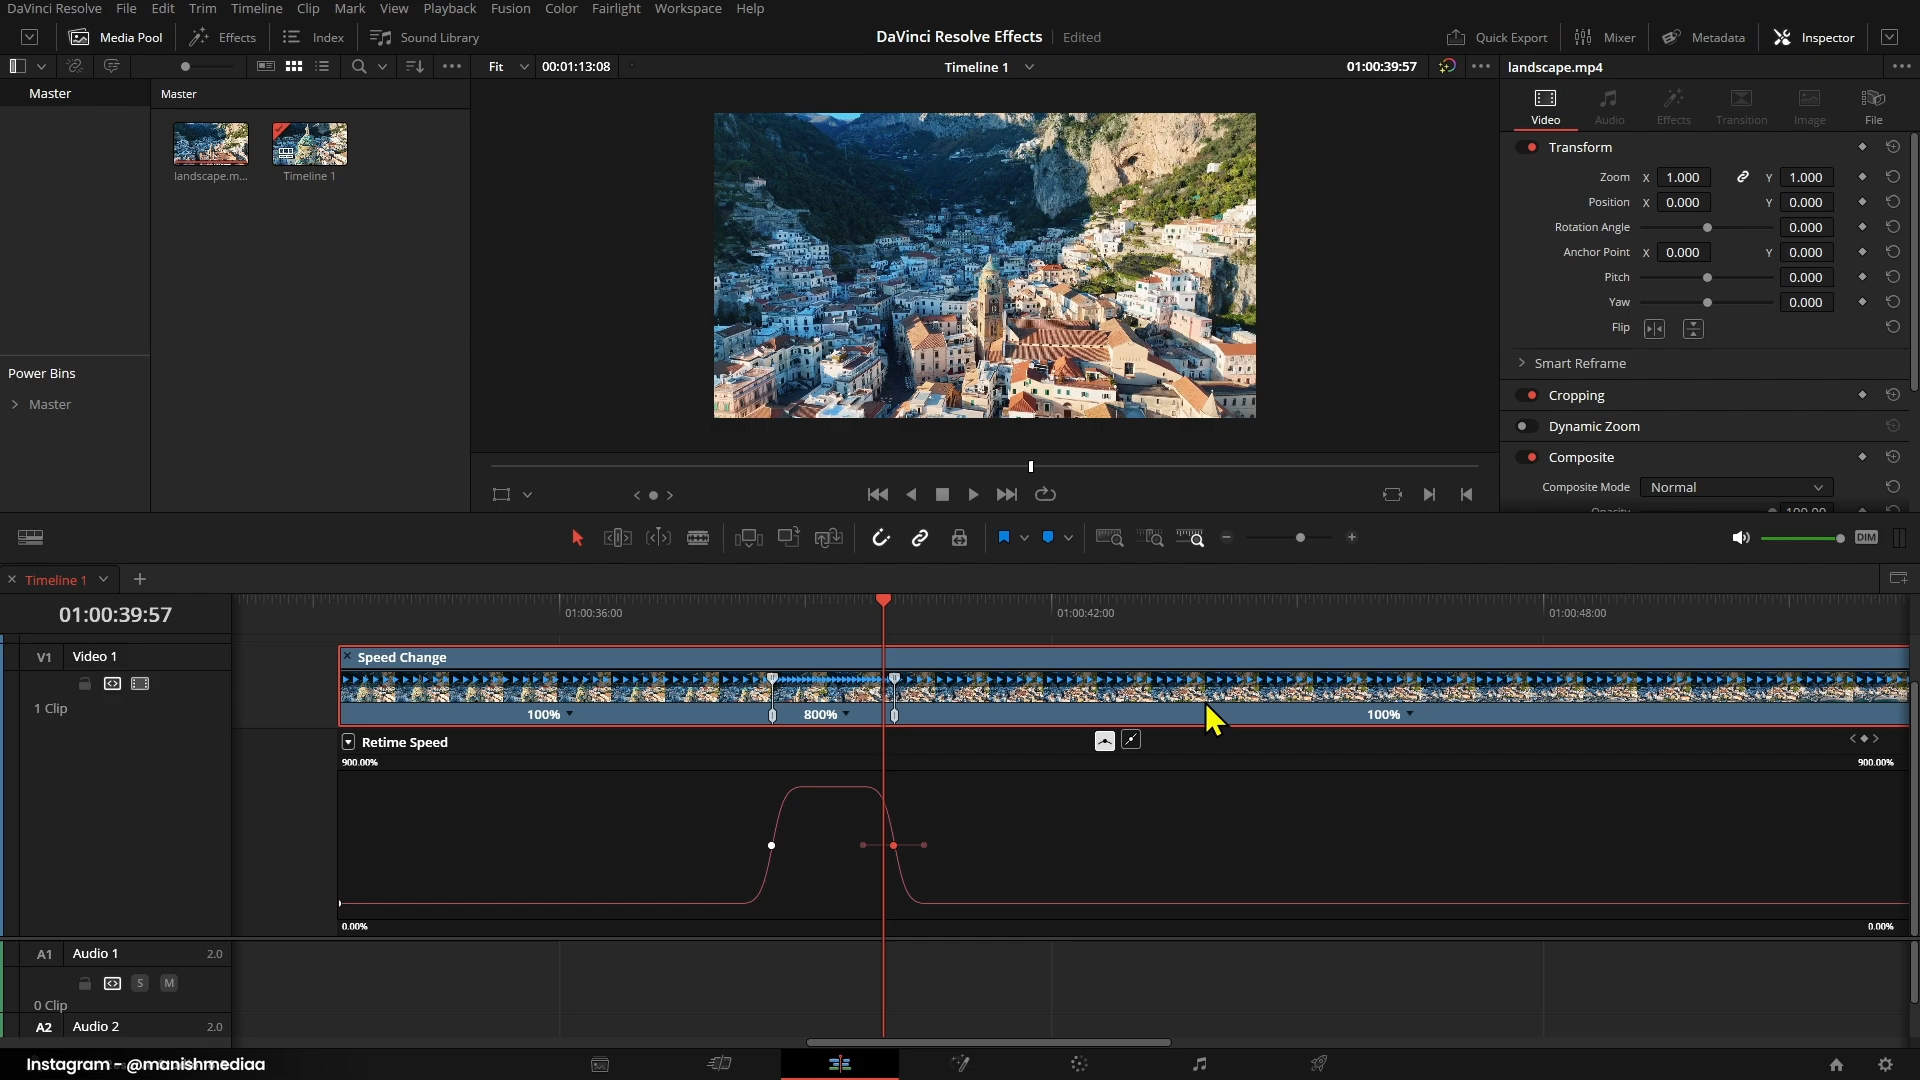 DaVinci Resolve File Edit Trim Timeline Clip Mark View Playback Fusion Color Fairlight Workspace Help
Media Pool Effects Index Sound Library DaVinci Resolve Effects Edited Quick Export Mixer Metadata Inspector
Fit 00:01:13:08 Timeline 1 01:00:39:57 landscape.mp4
Master Master
Video Audio Effects Transition Image File
landscape.m... Timeline 1
Transform
Zoom X 1.000 Y 1.000
Position X 0.000 Y 0.000
Rotation Angle 0.000
Anchor Point X 0.000 Y 0.000
Pitch 0.000
Yaw 0.000
Flip
Smart Reframe
Power Bins
Master
Cropping
Dynamic Zoom
Composite
Composite Mode Normal
Opacity 100.00
DIM
Timeline 1
01:00:39:57 01:00:36:00 01:00:42:00 01:00:48:00
V1 Video 1 Speed Change
1 Clip 100% 800% 100%
Retime Speed
900.00% 900.00%
0.00% 0.00%
A1 Audio 1 2.0
S M
0 Clip
A2 Audio 2 2.0
Instagram - @manishmediaa